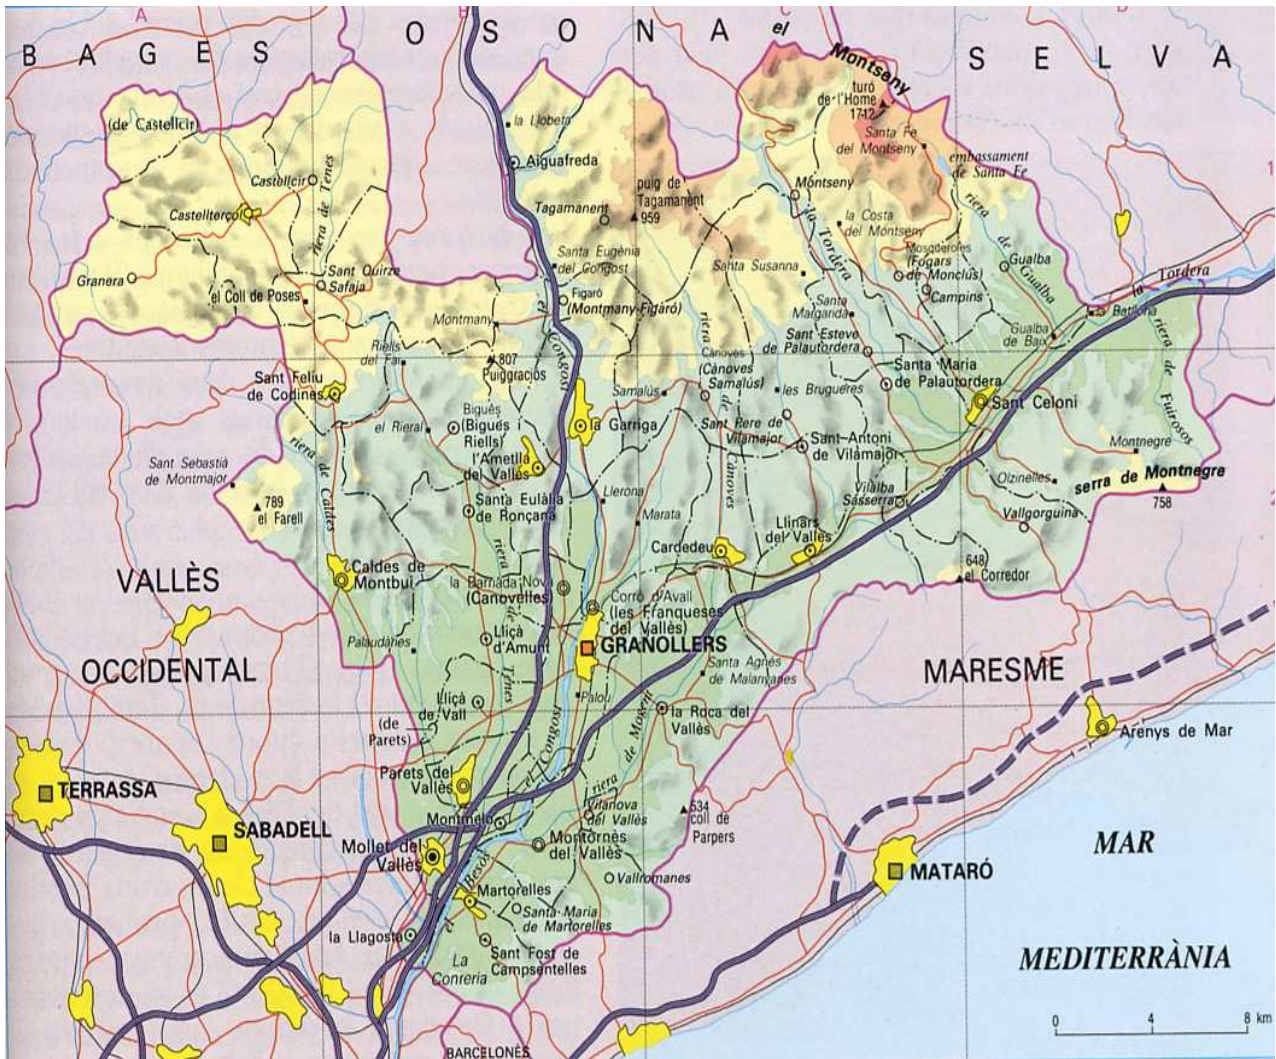 A
B
C
D
B A G E S
O S O N A
S E L V A
el
Montseny
turó
de l'Home
1712
(de Castellcir)
la Llobeta
Santa Fe
del Montseny
embassament
de Santa Fe
Aiguafreda
1
Castellcir
riera de Tenes
puig de
Tagamanent
959
Montseny
Castellterçol
Tagamanent
la Tordera
la Costa
del Montseny
riera
de
Gualba
Mosqueroles
(Fogars
de Monclús)
Gualba
Santa Eugènia
del Congost
Santa Susanna
la Tordera
Granera
Sant Quirze
Safaja
el Coll de Poses
Figaró
(Montmany-Figaró)
el Congost
Campins
Santa
Margarida
la Batllòria
riera de Fuirosos
Montmany
riera
de
Cànoves
Sant Esteve
de Palautordera
Gualba
de Baix
Riells
del Fai
807
Puiggraciós
Cànoves
(Cànoves
Samalús)
Santa Maria
de Palautordera
Sant Feliu
de Codines
Samalús
les Brugueres
Sant Celoni
el Rieral
Bigues
(Bigues
Riells)
la Garriga
Sant Pere de
Vilamajor
Sant Antoni
de Vilamajor
Montnegre
riera de Caldes
Sant Sebastià
de Montmajor
l'Ametlla
del Vallès
serra de Montnegre
758
Olzinelles
Vilalba
Sasserra
2
789
el Farell
Santa Eulàlia
de Ronçana
Llerona
Marata
Vallgorguina
Llinars
del Vallès
Cardedeu
riera
de
Tenes
648
el Corredor
VALLÈS
OCCIDENTAL
Caldes de
Montbui
la Barriada Nova
(Canovelles)
Corró d'Avall
(les Franqueses
del Vallès)
Palaudàries
Lliçà
d'Amunt
GRANOLLERS
Santa Agnès
de Malanyanes
MARESME
Lliçà
de Vall
Palou
la Roca del
Vallès
(de
Parets)
el Congost
riera de Mogent
Arenys de Mar
Parets del
Vallès
TERRASSA
Vilanova
del Vallès
534
coll de
Parpers
Montmeló
SABADELL
Mollet del
Vallès
Montornès
del Vallès
MAR
MEDITERRÀNIA
MATARÓ
el Besòs
Vallromanes
Martorelles
Santa Maria
de Martorelles
la Llagosta
Sant Fost de
Campsentelles
La
Conreria
0 4 8 km
BARCELONÈS